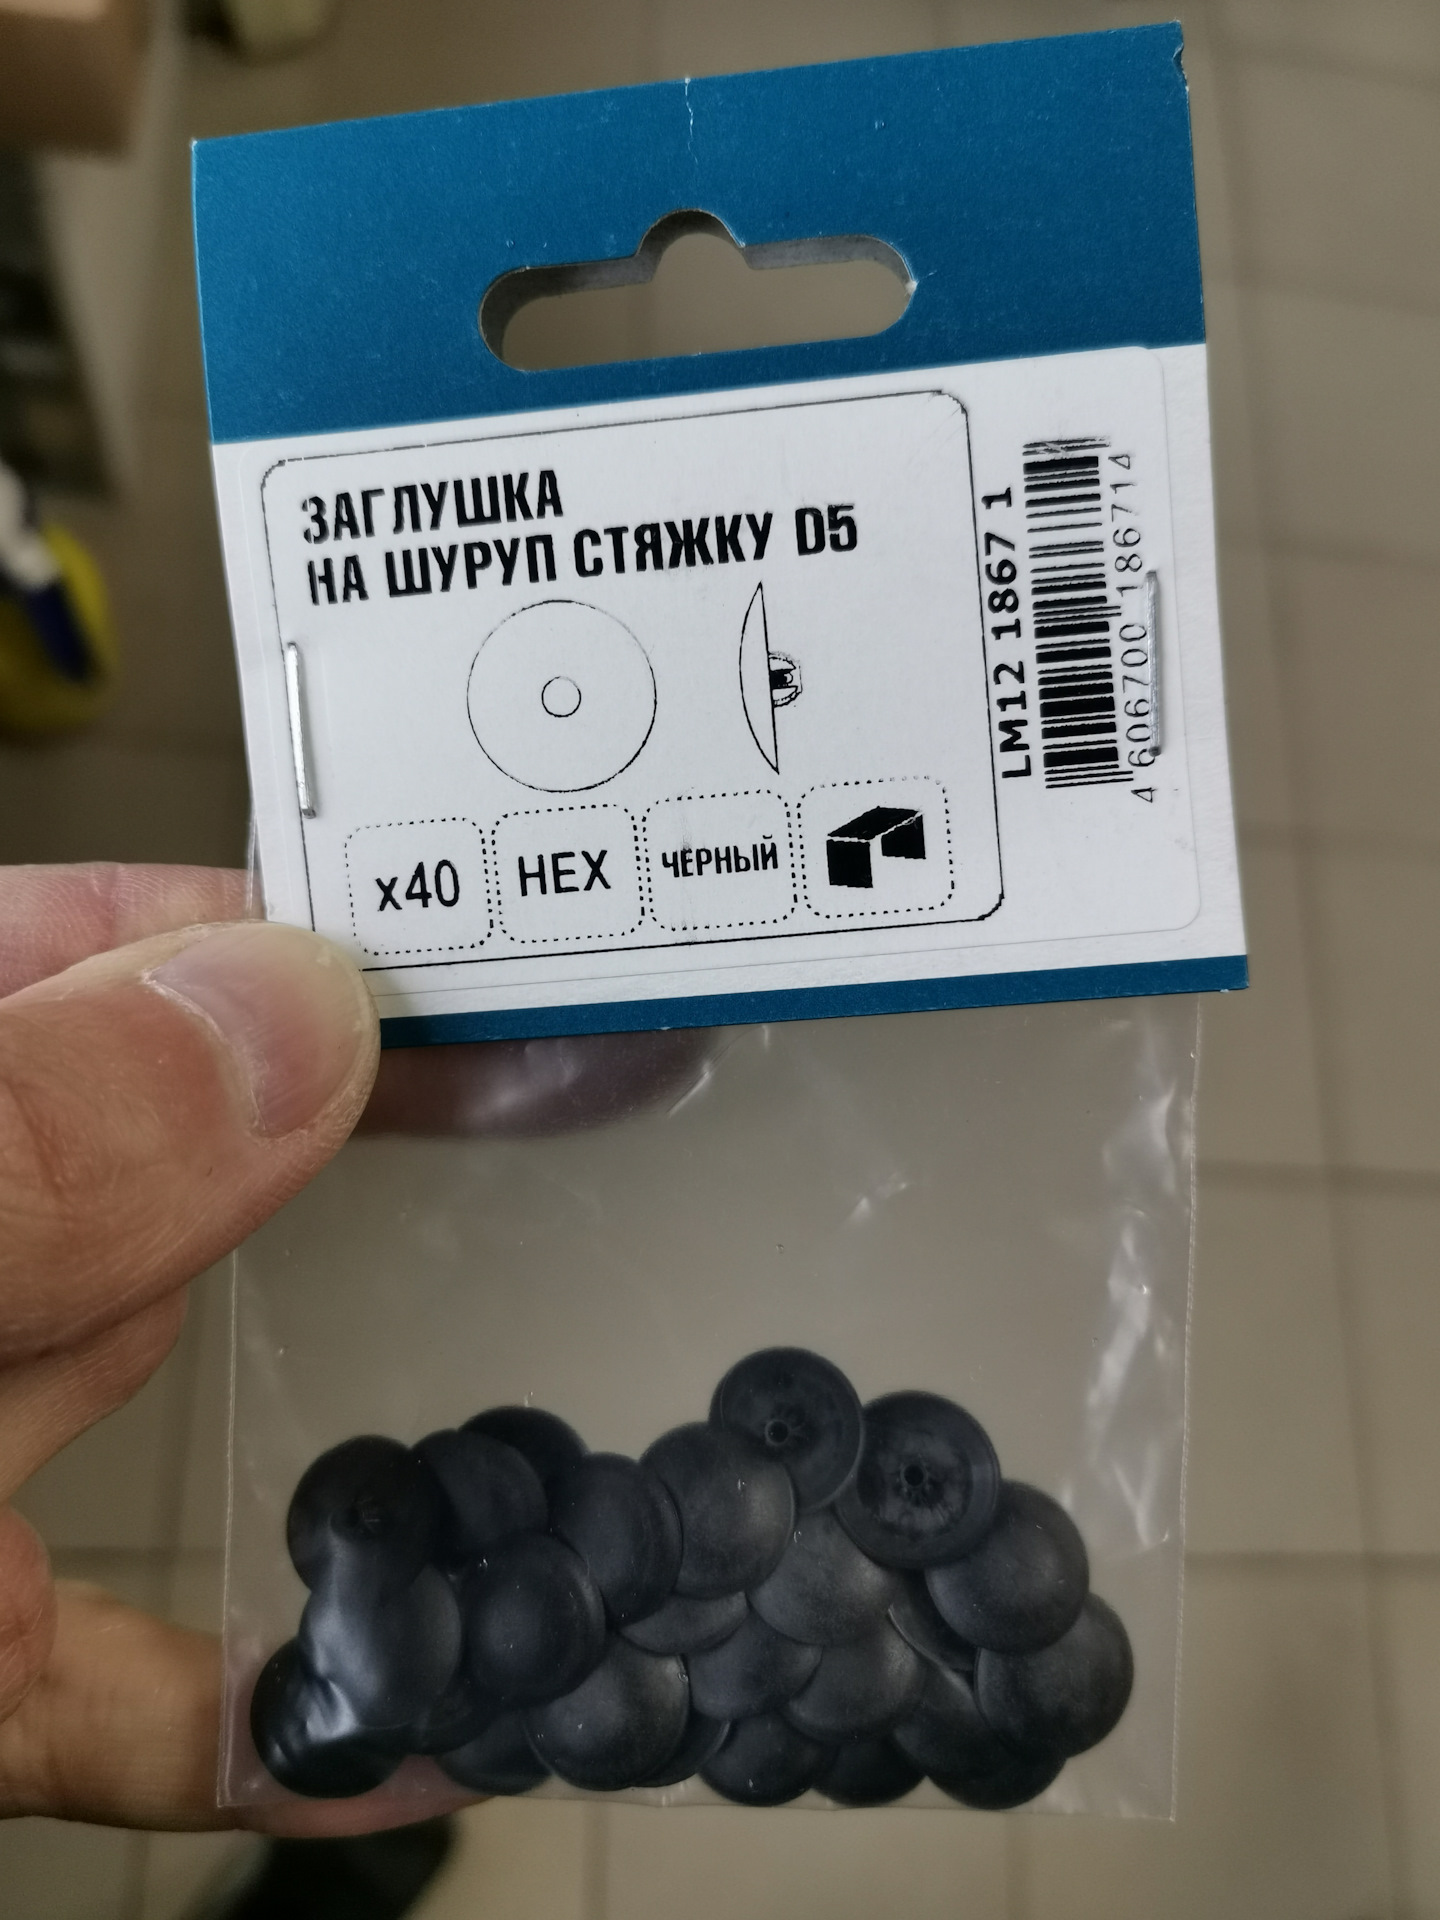 ЗАГЛУШКА
НА ШУРУП СТЯЖКУ D5
x40
HEX
ЧЕРНЫЙ
LM12 1867 1
4 606700 186714